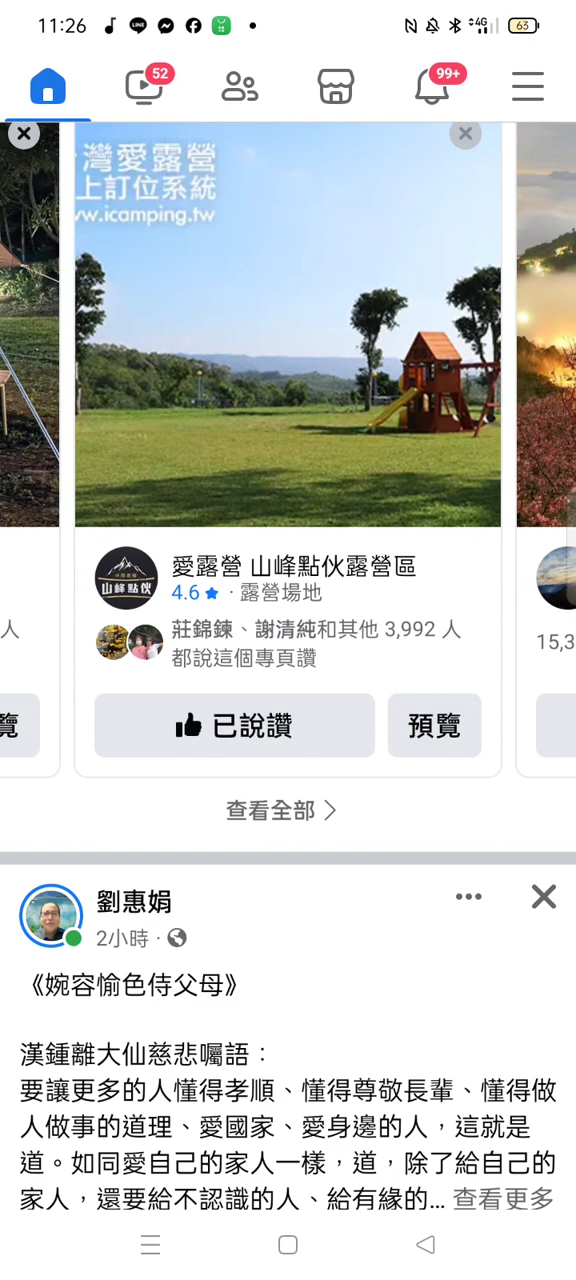 11:26
4G
63
52
99+
灣愛露營
上訂位系統
ww.icamping.tw
山峰點伙
愛露營 山峰點伙露營區
4.6 · 露營場地
人
莊錦鍊、謝清純和其他 3,992 人
都說這個專頁讚
15,3
覽
已說讚
預覽
查看全部
劉惠娟
2小時 ·
《婉容愉色侍父母》
漢鍾離大仙慈悲囑語：
要讓更多的人懂得孝順、懂得尊敬長輩、懂得做
人做事的道理、愛國家、愛身邊的人，這就是
道。如同愛自己的家人一樣，道，除了給自己的
家人，還要給不認識的人、給有緣的... 查看更多